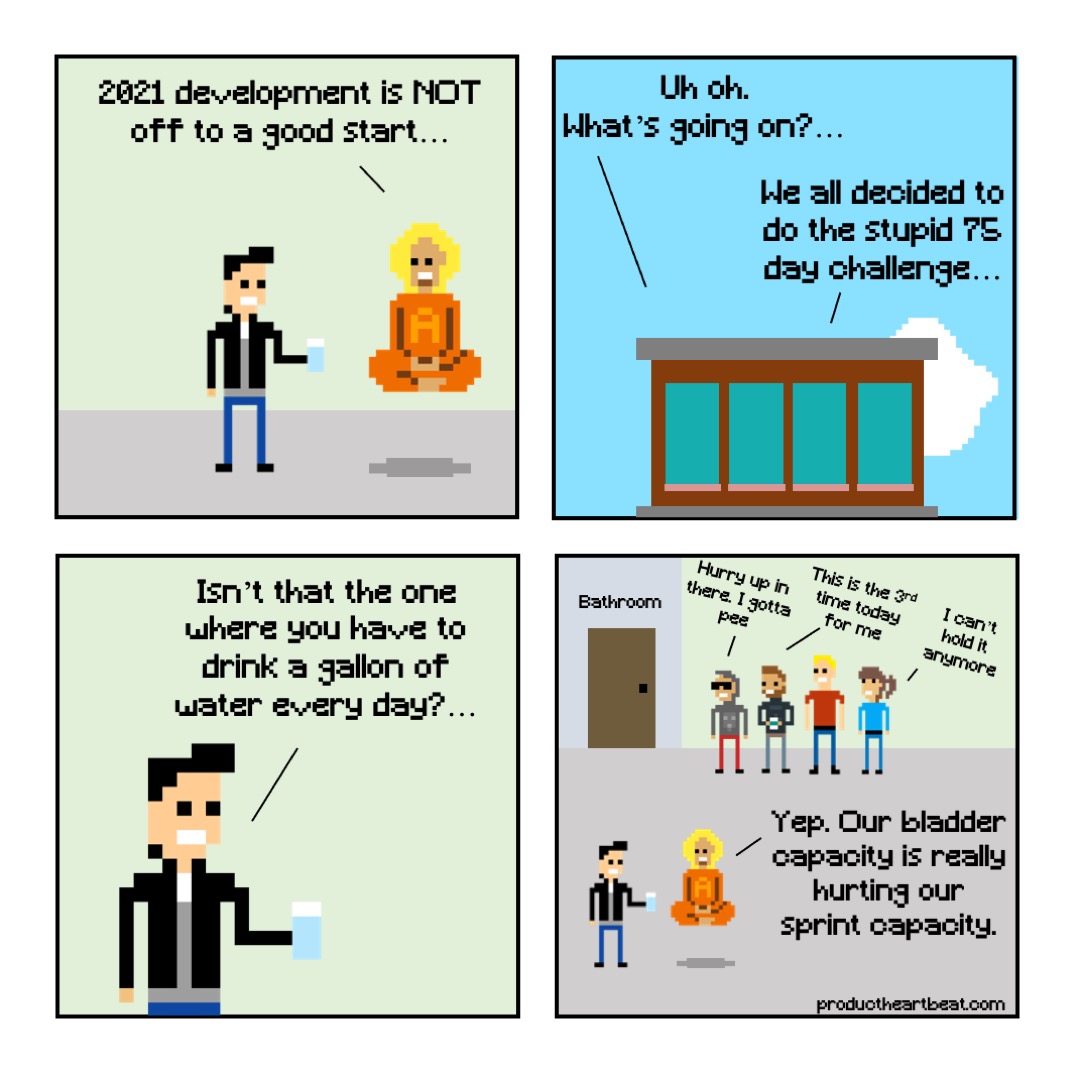 2021 development is NOT
off to a good start...
Uh oh.
What's going on?...
We all decided to
do the stupid 75
day challenge...
Isn't that the one
where you have to
drink a gallon of
water every day?...
Bathroom
Hurry up in
there. I gotta
pee
This is the 3rd
time today
for me
I can't
hold it
anymore
Yep. Our bladder
capacity is really
hurting our
sprint capacity.
productheartbeat.com